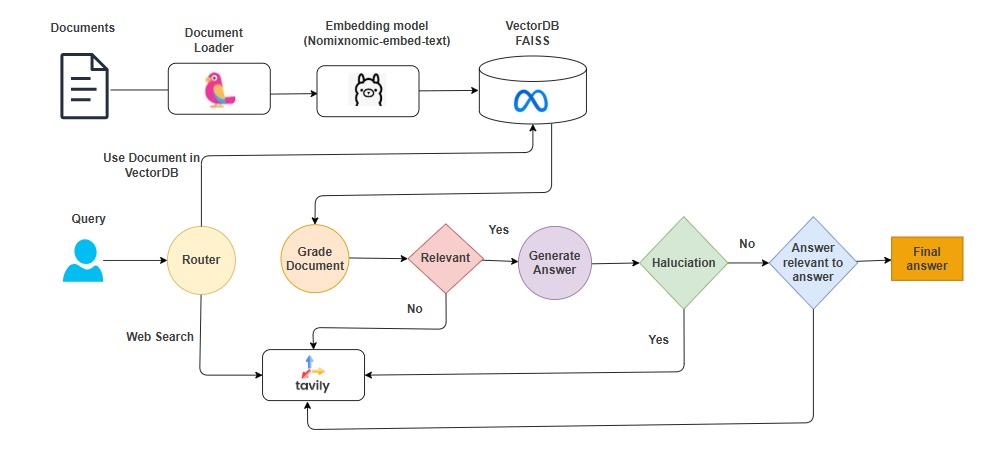 Documents
Document
Loader
Embedding model
(Nomixnomic-embed-text)
VectorDB
FAISS
Use Document in
VectorDB
Query
Router
Grade
Document
Relevant
Yes
Generate
Answer
Haluciation
No
Answer
relevant to
answer
Final
answer
No
Web Search
Yes
tavily